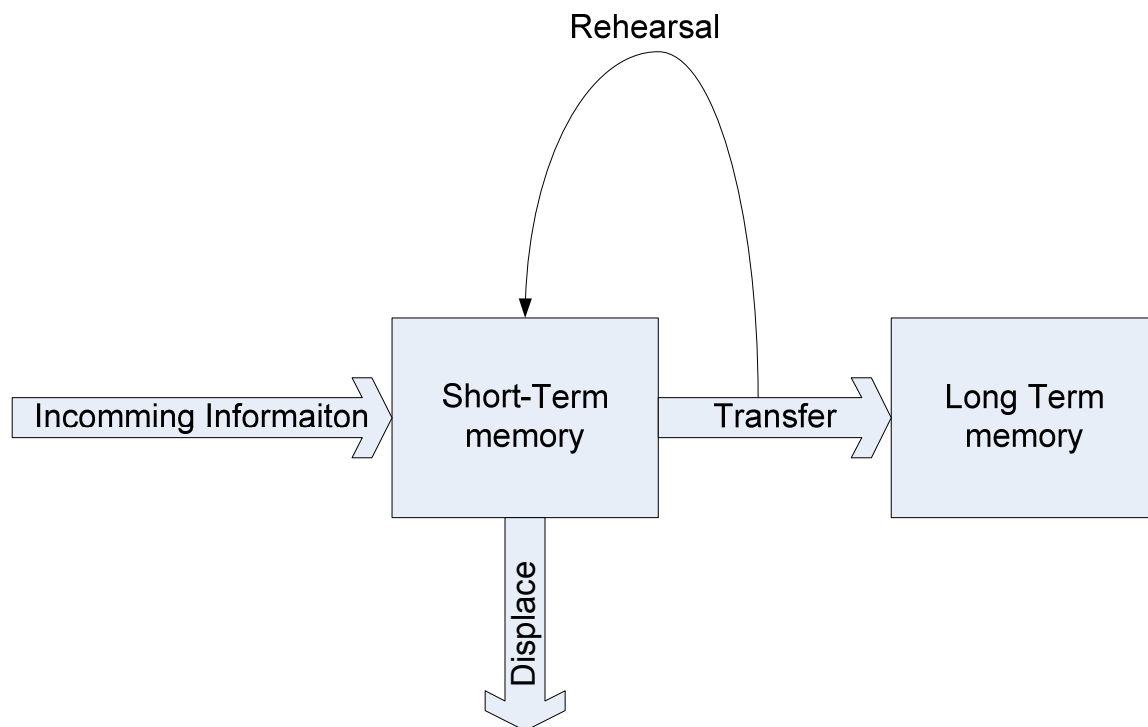 Rehearsal
Incomming Informaiton
Short-Term
memory
Transfer
Long Term
memory
Displace